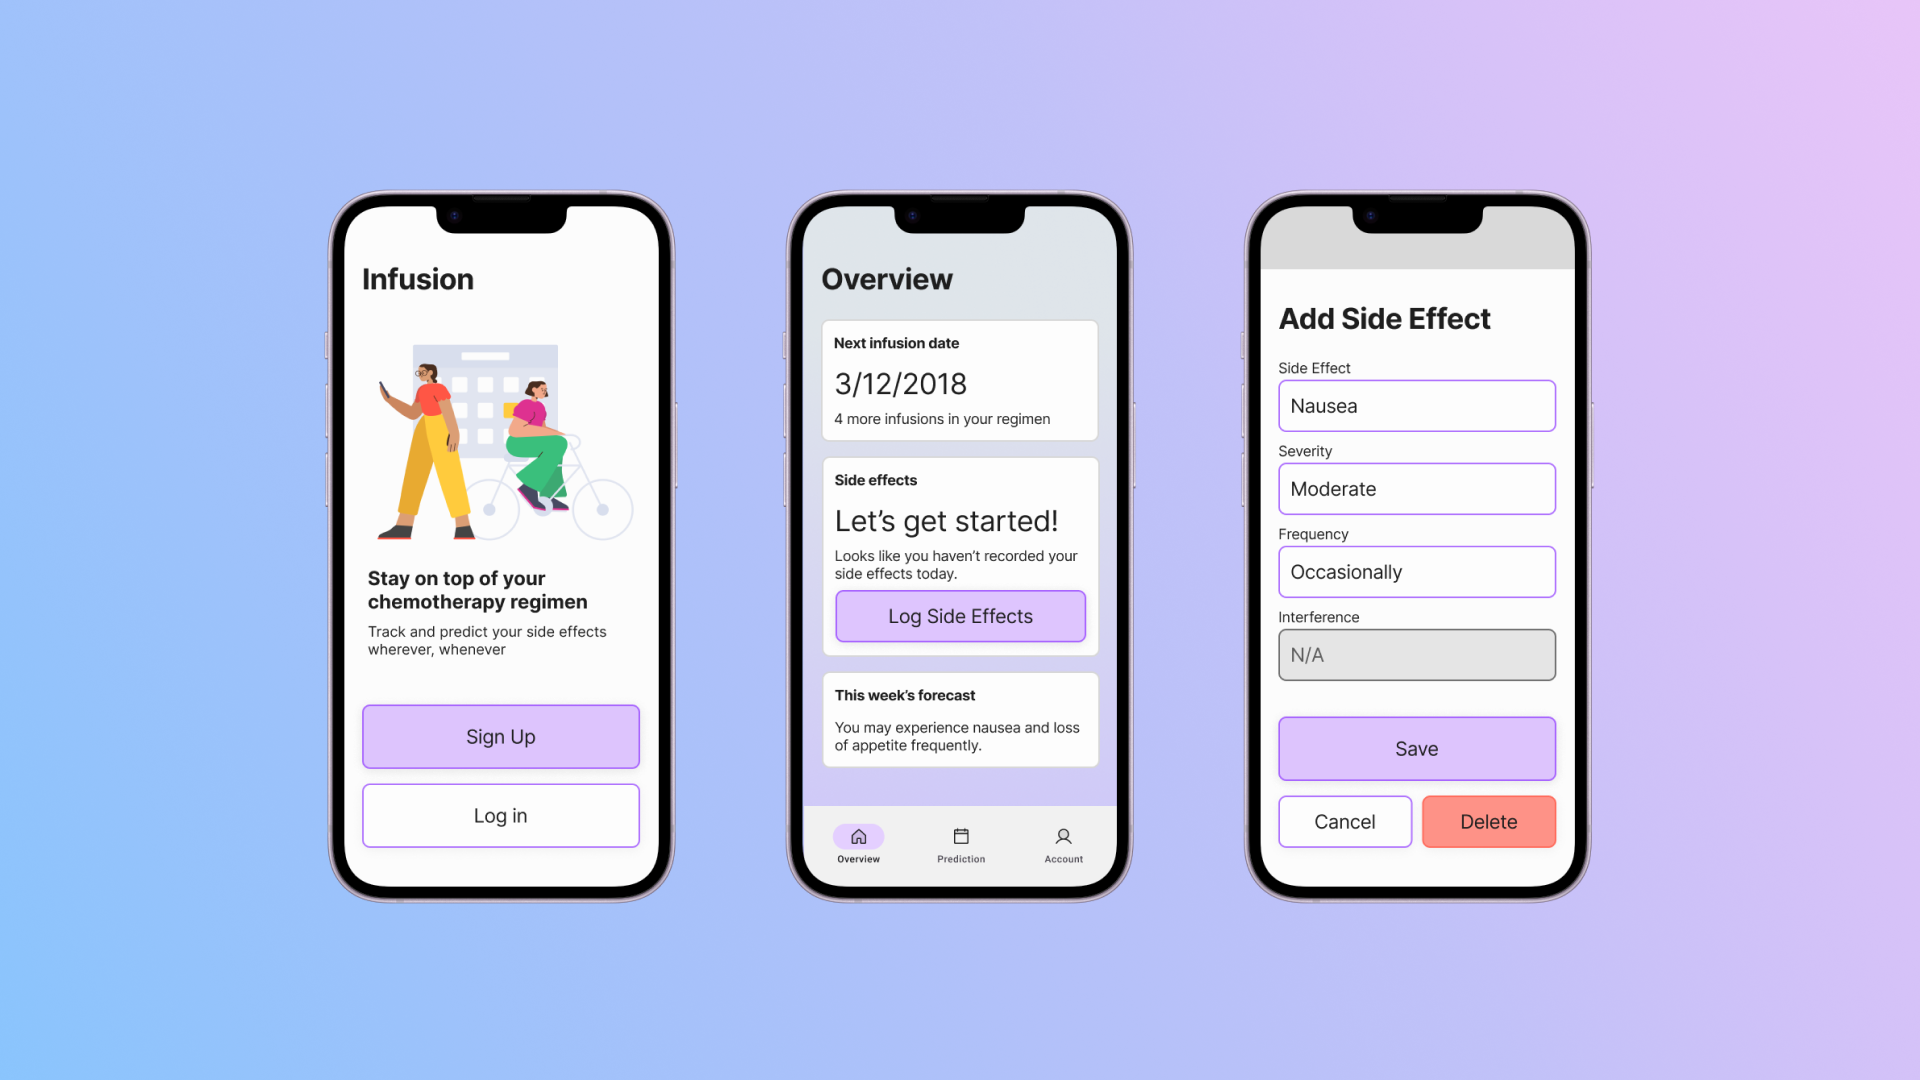 Infusion
Stay on top of your
chemotherapy regimen
Track and predict your side effects
wherever, whenever
Sign Up
Log in
Overview
Next infusion date
3/12/2018
4 more infusions in your regimen
Side effects
Let’s get started!
Looks like you haven’t recorded your
side effects today.
Log Side Effects
This week’s forecast
You may experience nausea and loss
of appetite frequently.
Overview
Prediction
Account
Add Side Effect
Side Effect
Nausea
Severity
Moderate
Frequency
Occasionally
Interference
N/A
Save
Cancel
Delete